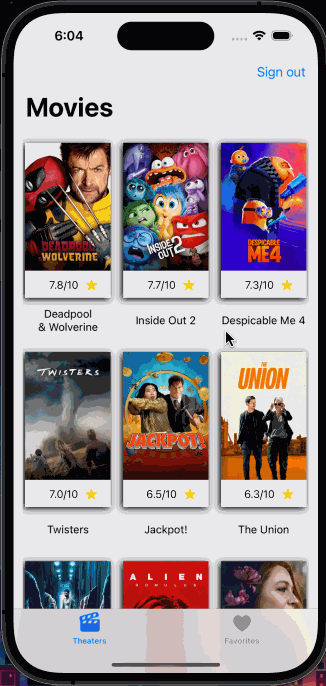 6:04
Sign out
Movies
DEADPOOL
& WOLVERINE
INSIDE
OUT 2
DESPICABLE
ME 4
7.8/10
7.7/10
7.3/10
Deadpool
& Wolverine
Inside Out 2
Despicable Me 4
TWISTERS
JACKPOT!
THE
UNION
7.0/10
6.5/10
6.3/10
Twisters
Jackpot!
The Union
ALIEN
ROMULUS
Theaters
Favorites